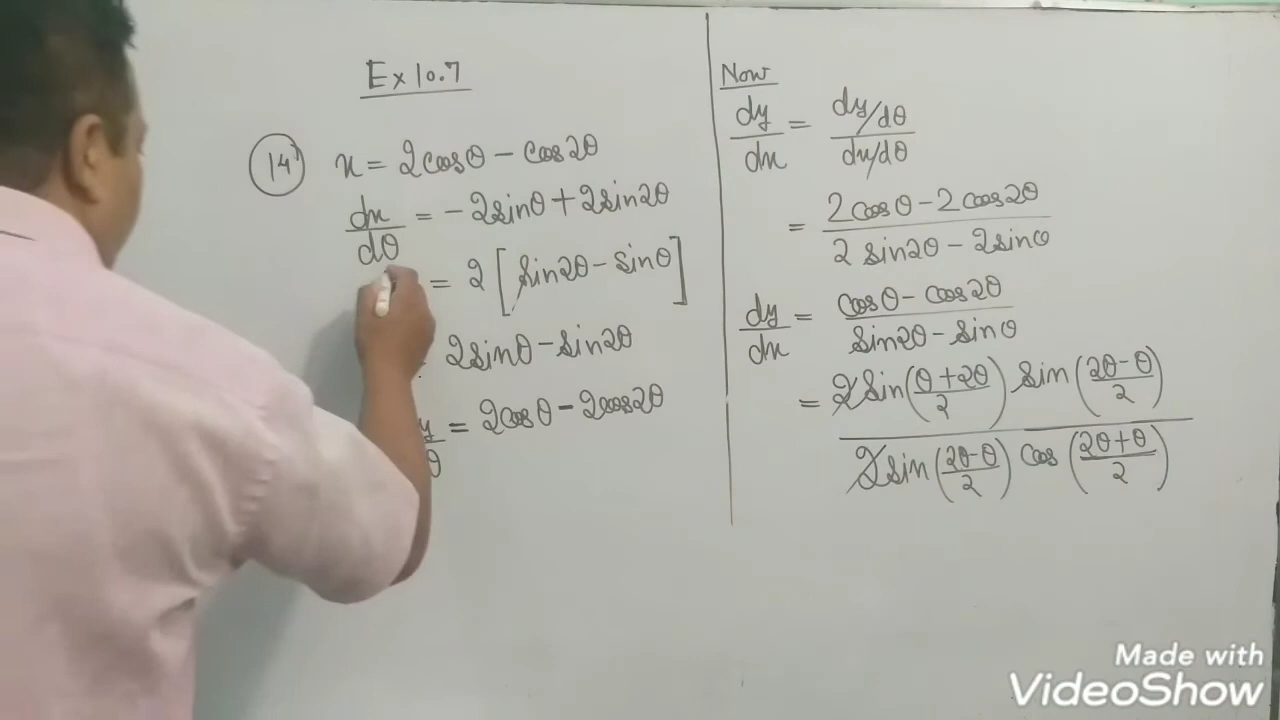 Ex 10.7
14 x = 2cosθ - cos2θ
dx/dθ = -2sinθ + 2sin2θ
= 2 [sin2θ - sinθ]
2sinθ - sin2θ
y/θ = 2cosθ - 2cos2θ
Now
dy/dx = dy/dθ / dx/dθ
= 2cosθ - 2cos2θ / 2 sin2θ - 2sinθ
dy/dx = cosθ - cos2θ / sin2θ - sinθ
= 2sin(θ+2θ/2) sin(2θ-θ/2) / 2sin(2θ-θ/2) cos(2θ+θ/2)
Made with
VideoShow